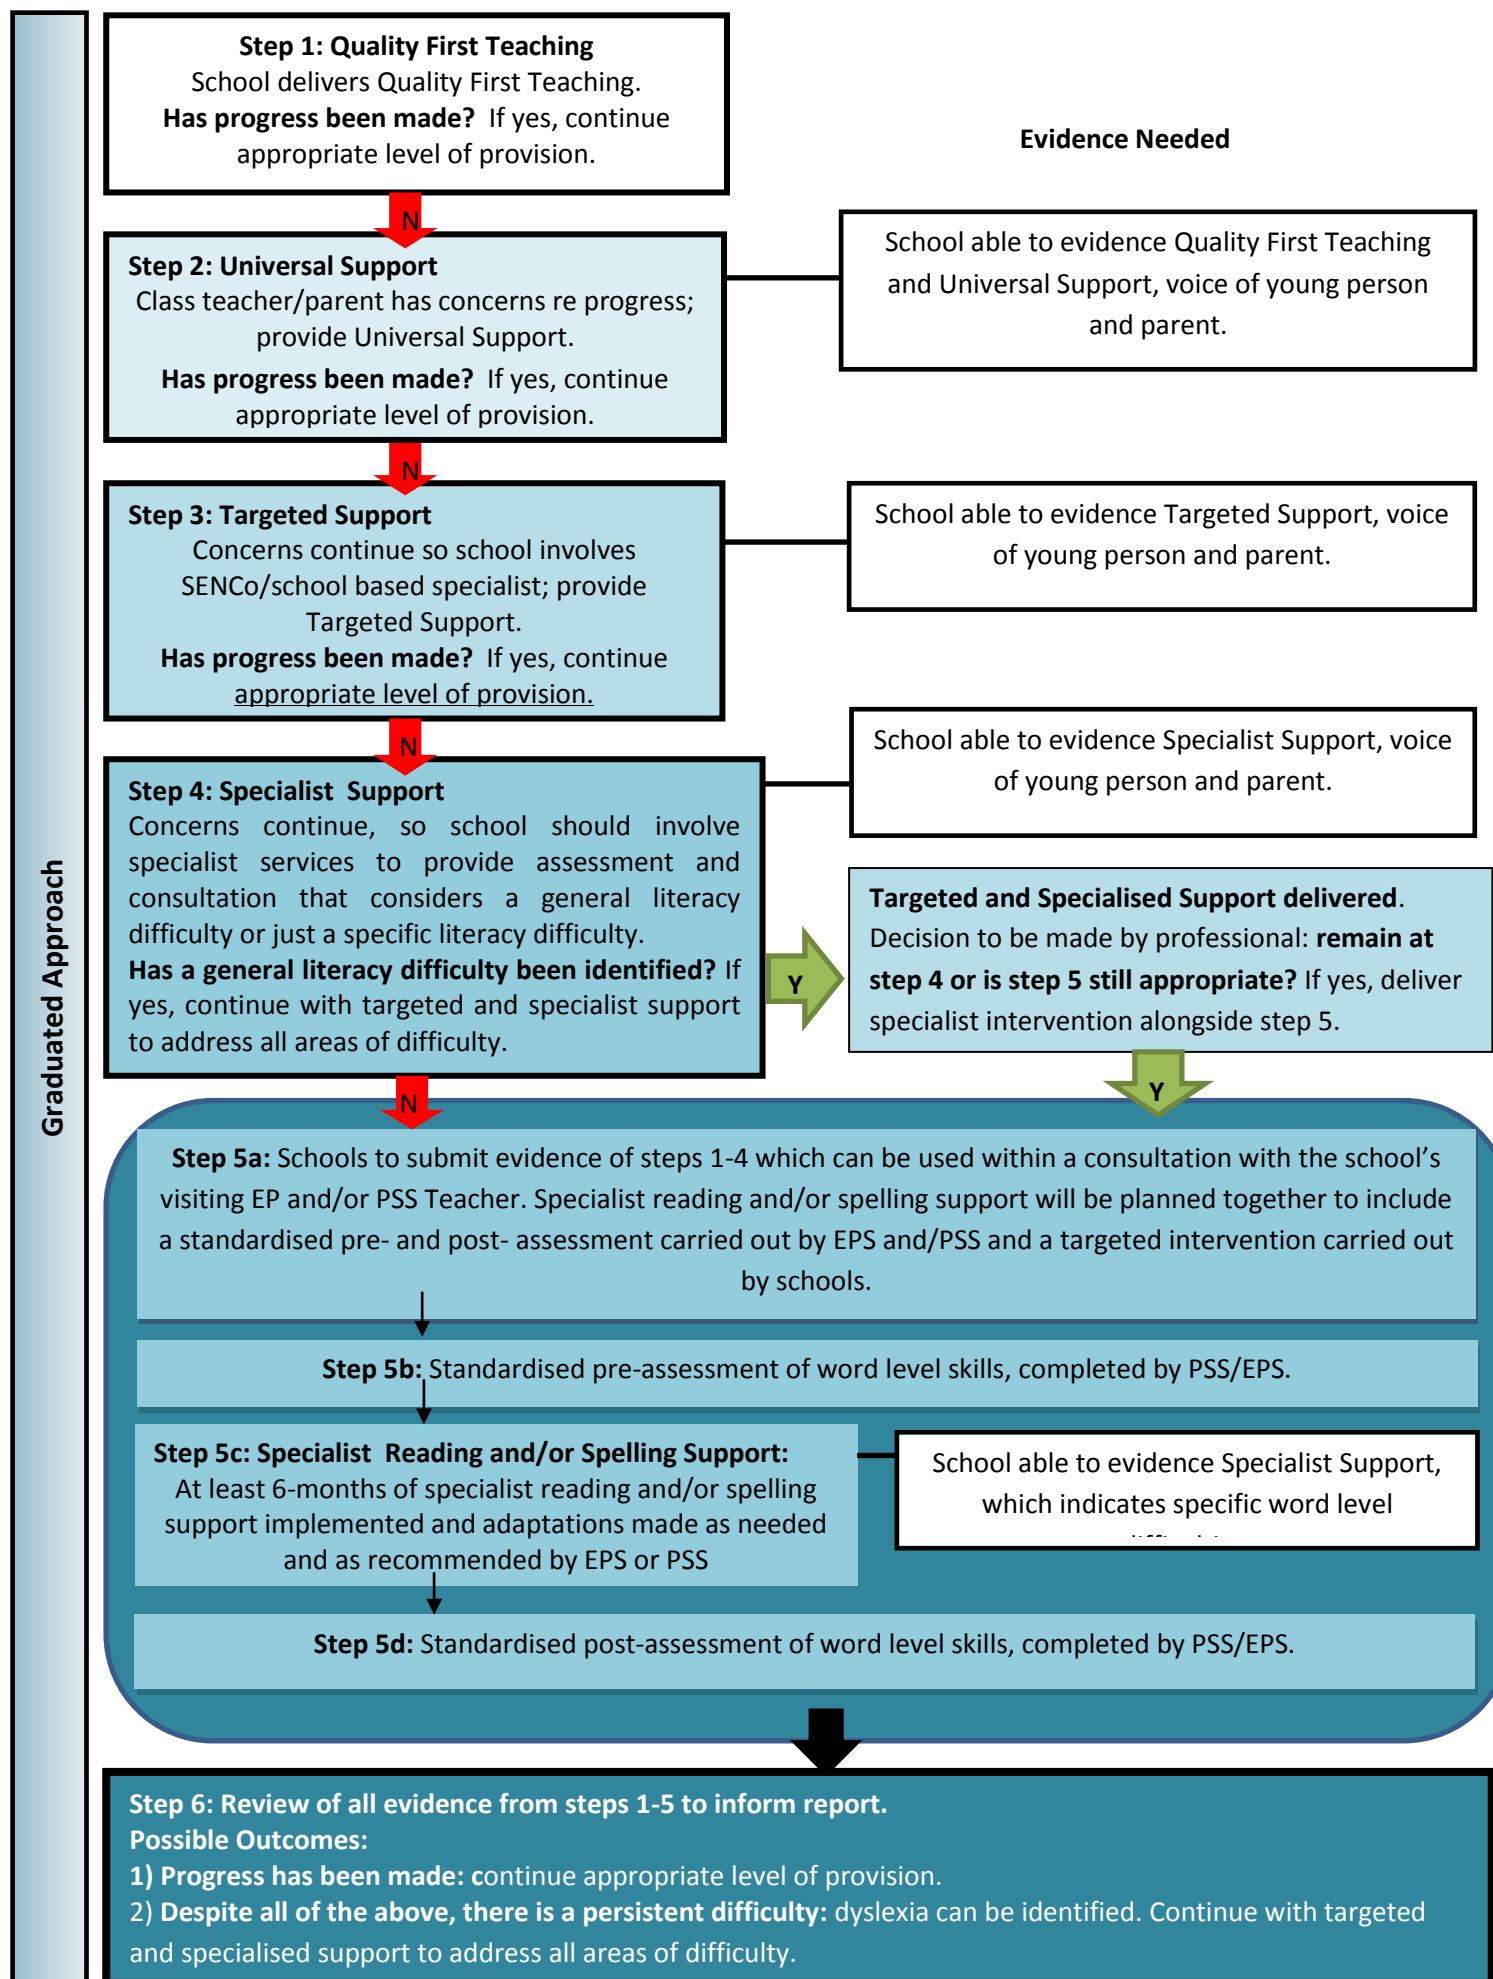 Graduated Approach
Step 1: Quality First Teaching
School delivers Quality First Teaching.
Has progress been made?  If yes, continue
appropriate level of provision.
Evidence Needed
N
Step 2: Universal Support
Class teacher/parent has concerns re progress;
provide Universal Support.
Has progress been made?  If yes, continue
appropriate level of provision.
School able to evidence Quality First Teaching
and Universal Support, voice of young person
and parent.
N
Step 3: Targeted Support
Concerns continue so school involves
SENCo/school based specialist; provide
Targeted Support.
Has progress been made?  If yes, continue
appropriate level of provision.
School able to evidence Targeted Support, voice
of young person and parent.
N
Step 4: Specialist  Support
Concerns continue, so school should involve
specialist services to provide assessment and
consultation that considers a general literacy
difficulty or just a specific literacy difficulty.
Has a general literacy difficulty been identified? If
yes, continue with targeted and specialist support
to address all areas of difficulty.
School able to evidence Specialist Support, voice
of young person and parent.
Y
Targeted and Specialised Support delivered.
Decision to be made by professional: remain at
step 4 or is step 5 still appropriate? If yes, deliver
specialist intervention alongside step 5.
N
Y
Step 5a: Schools to submit evidence of steps 1-4 which can be used within a consultation with the school’s
visiting EP and/or PSS Teacher. Specialist reading and/or spelling support will be planned together to include
a standardised pre- and post- assessment carried out by EPS and/PSS and a targeted intervention carried out
by schools.
Step 5b: Standardised pre-assessment of word level skills, completed by PSS/EPS.
Step 5c: Specialist  Reading and/or Spelling Support:
At least 6-months of specialist reading and/or spelling
support implemented and adaptations made as needed
and as recommended by EPS or PSS
School able to evidence Specialist Support,
which indicates specific word level
Step 5d: Standardised post-assessment of word level skills, completed by PSS/EPS.
Step 6: Review of all evidence from steps 1-5 to inform report.
Possible Outcomes:
1) Progress has been made: continue appropriate level of provision.
2) Despite all of the above, there is a persistent difficulty: dyslexia can be identified. Continue with targeted
and specialised support to address all areas of difficulty.